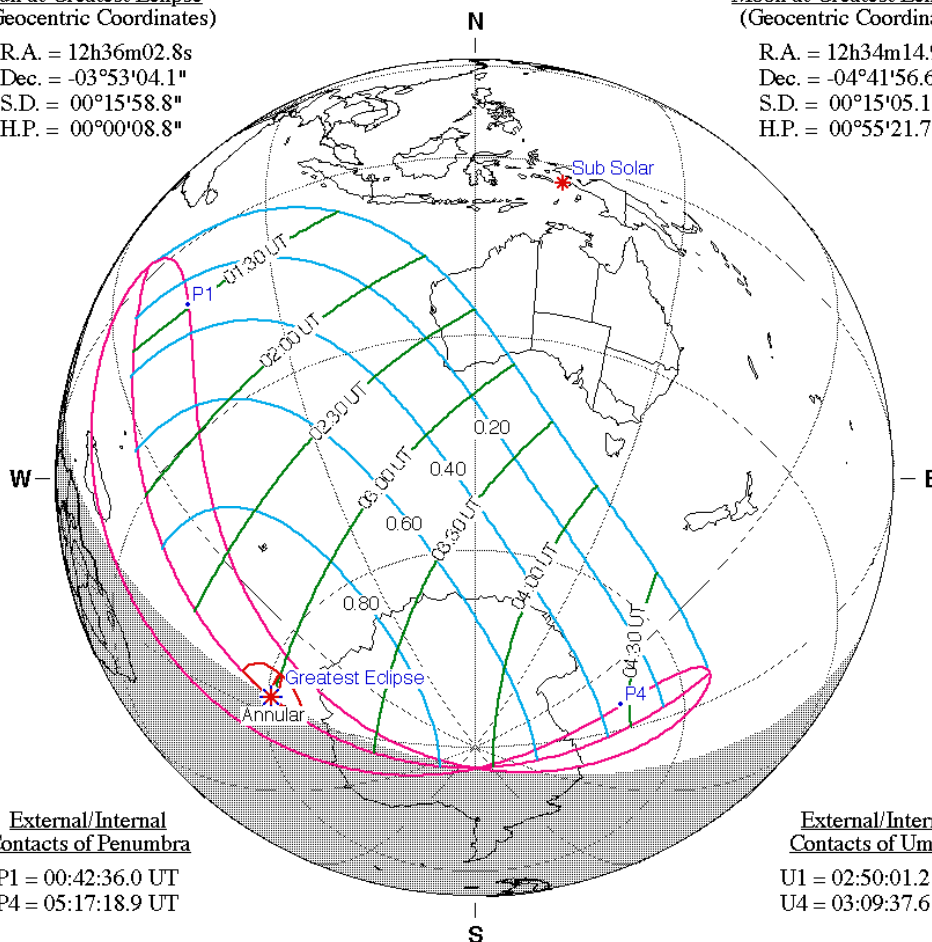 N
(Geocentric Coordinates)
R.A. = 12h36m02.8s
Dec. = -03°53'04.1"
S.D. = 00°15'58.8"
H.P. = 00°00'08.8"
(Geocentric Coordina
R.A. = 12h34m14.
Dec. = -04°41'56.6
S.D. = 00°15'05.1
H.P. = 00°55'21.7
Sub Solar
01:30 UT
P1
02:00 UT
02:30 UT
0.20
0.40
03:00 UT
W
0.60
03:30 UT
04:00 UT
0.80
04:30 UT
Greatest Eclipse
P4
Annular
External/Internal
Contacts of Penumbra
P1 = 00:42:36.0 UT
P4 = 05:17:18.9 UT
External/Intern
Contacts of Um
U1 = 02:50:01.2
U4 = 03:09:37.6
S